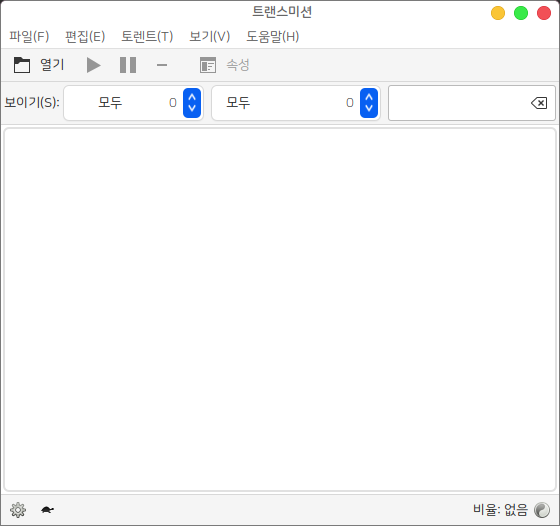 트랜스미션
파일(F) 편집(E) 토렌트(T) 보기(V) 도움말(H)
열기 속성
보이기(S): 모두 0 모두 0
비율: 없음